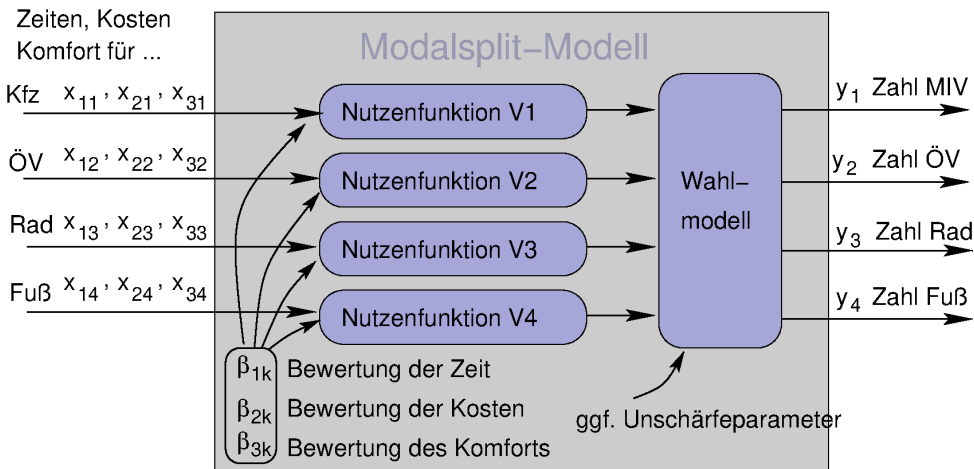 Zeiten, Kosten
Komfort für ...
Modalsplit−Modell
Kfz x11 , x21 , x31
Nutzenfunktion V1
y1 Zahl MIV
ÖV x12 , x22 , x32
Nutzenfunktion V2
y2 Zahl ÖV
Wahl−
modell
Rad x13 , x23 , x33
Nutzenfunktion V3
y3 Zahl Rad
Fuß x14 , x24 , x34
Nutzenfunktion V4
y4 Zahl Fuß
β1k Bewertung der Zeit
β2k Bewertung der Kosten
β3k Bewertung des Komforts
ggf. Unschärfeparameter